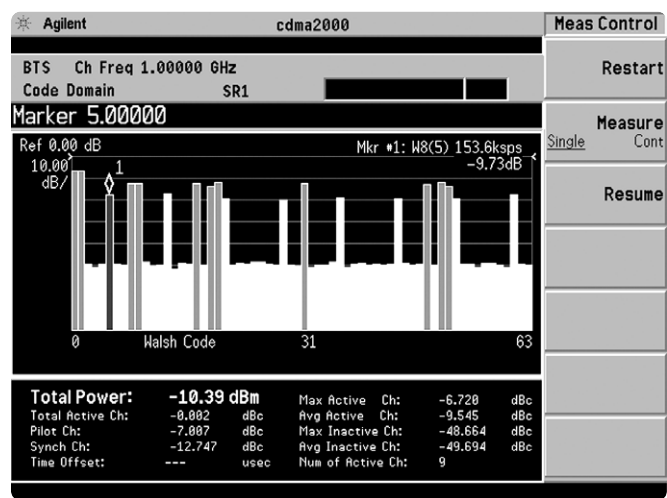 Agilent cdma2000 Meas Control
BTS Ch Freq 1.00000 GHz
Code Domain SR1
Marker 5.00000
Restart
Measure
Single Cont
Resume
Ref 0.00 dB
Mkr #1: W8(5) 153.6ksps
-9.73dB
10.00
dB/
1
0 Walsh Code 31 63
Total Power: -10.39 dBm
Total Active Ch: -0.002 dBc
Pilot Ch: -7.007 dBc
Synch Ch: -12.747 dBc
Time Offset: --- usec
Max Active Ch: -6.720 dBc
Avg Active Ch: -9.545 dBc
Max Inactive Ch: -48.664 dBc
Avg Inactive Ch: -49.694 dBc
Num of Active Ch: 9